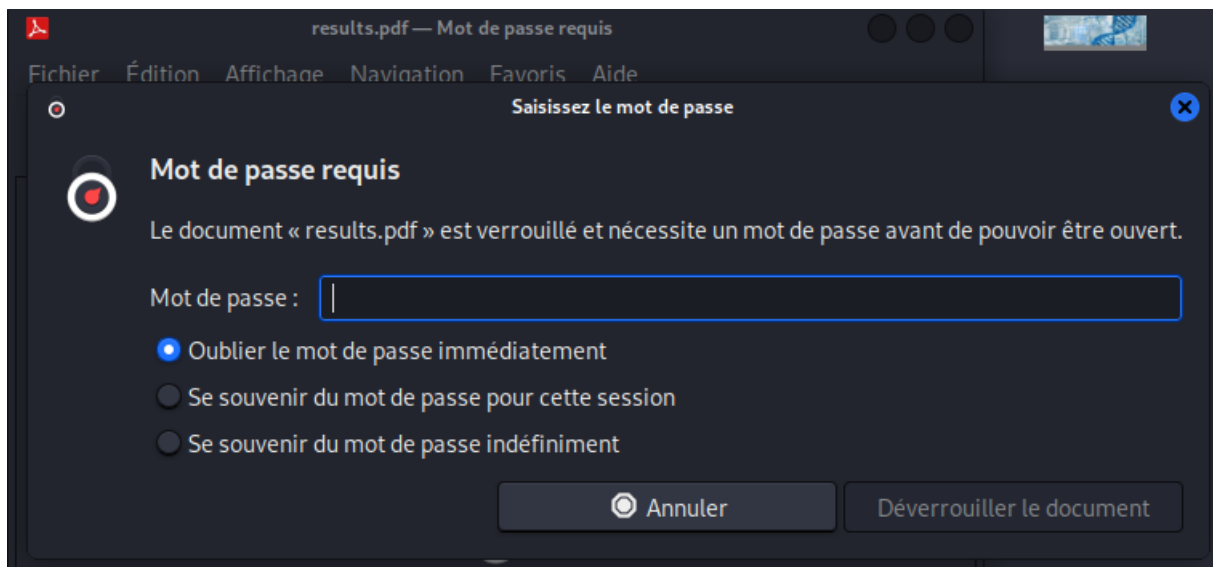 results.pdf — Mot de passe requis
Fichier Édition Affichage Navigation Favoris Aide
Saisissez le mot de passe
Mot de passe requis
Le document « results.pdf » est verrouillé et nécessite un mot de passe avant de pouvoir être ouvert.
Mot de passe :
Oublier le mot de passe immédiatement
Se souvenir du mot de passe pour cette session
Se souvenir du mot de passe indéfiniment
Annuler
Déverrouiller le document